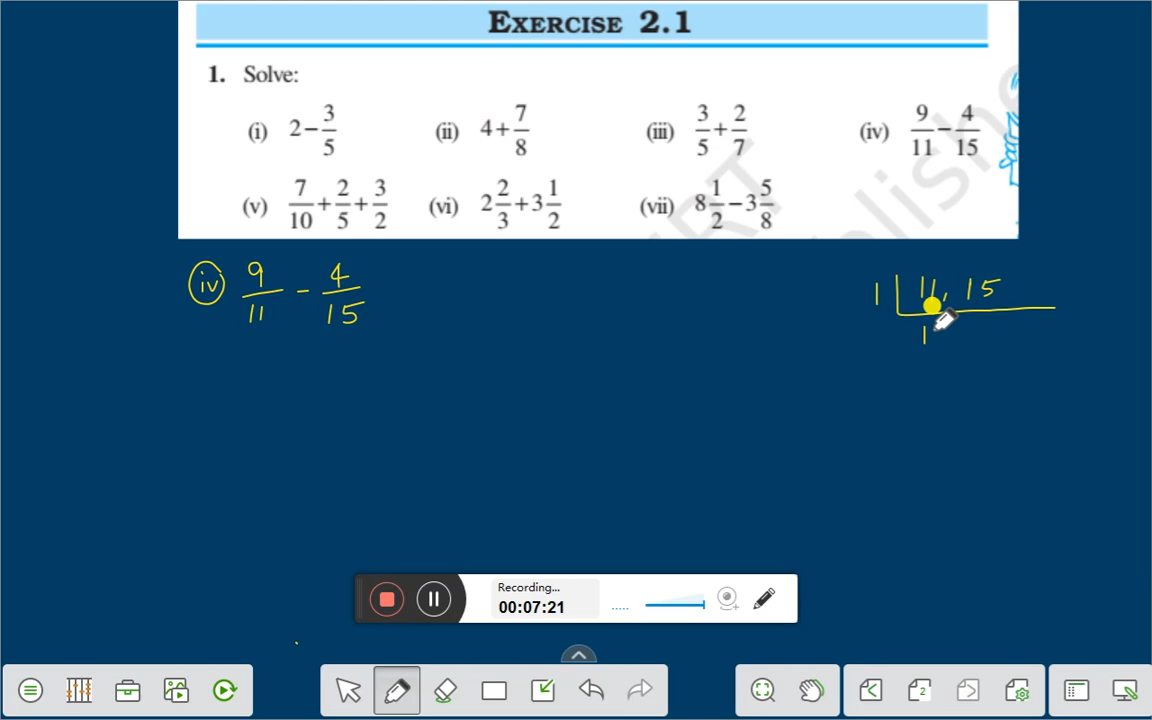 EXERCISE 2.1
1. Solve:
(i) 2 - 3/5 (ii) 4 + 7/8 (iii) 3/5 + 2/7 (iv) 9/11 - 4/15
(v) 7/10 + 2/5 + 3/2 (vi) 2 2/3 + 3 1/2 (vii) 8 1/2 - 3 5/8
iv 9/11 - 4/15
1 | 11, 15
1
Recording...
00:07:21
2